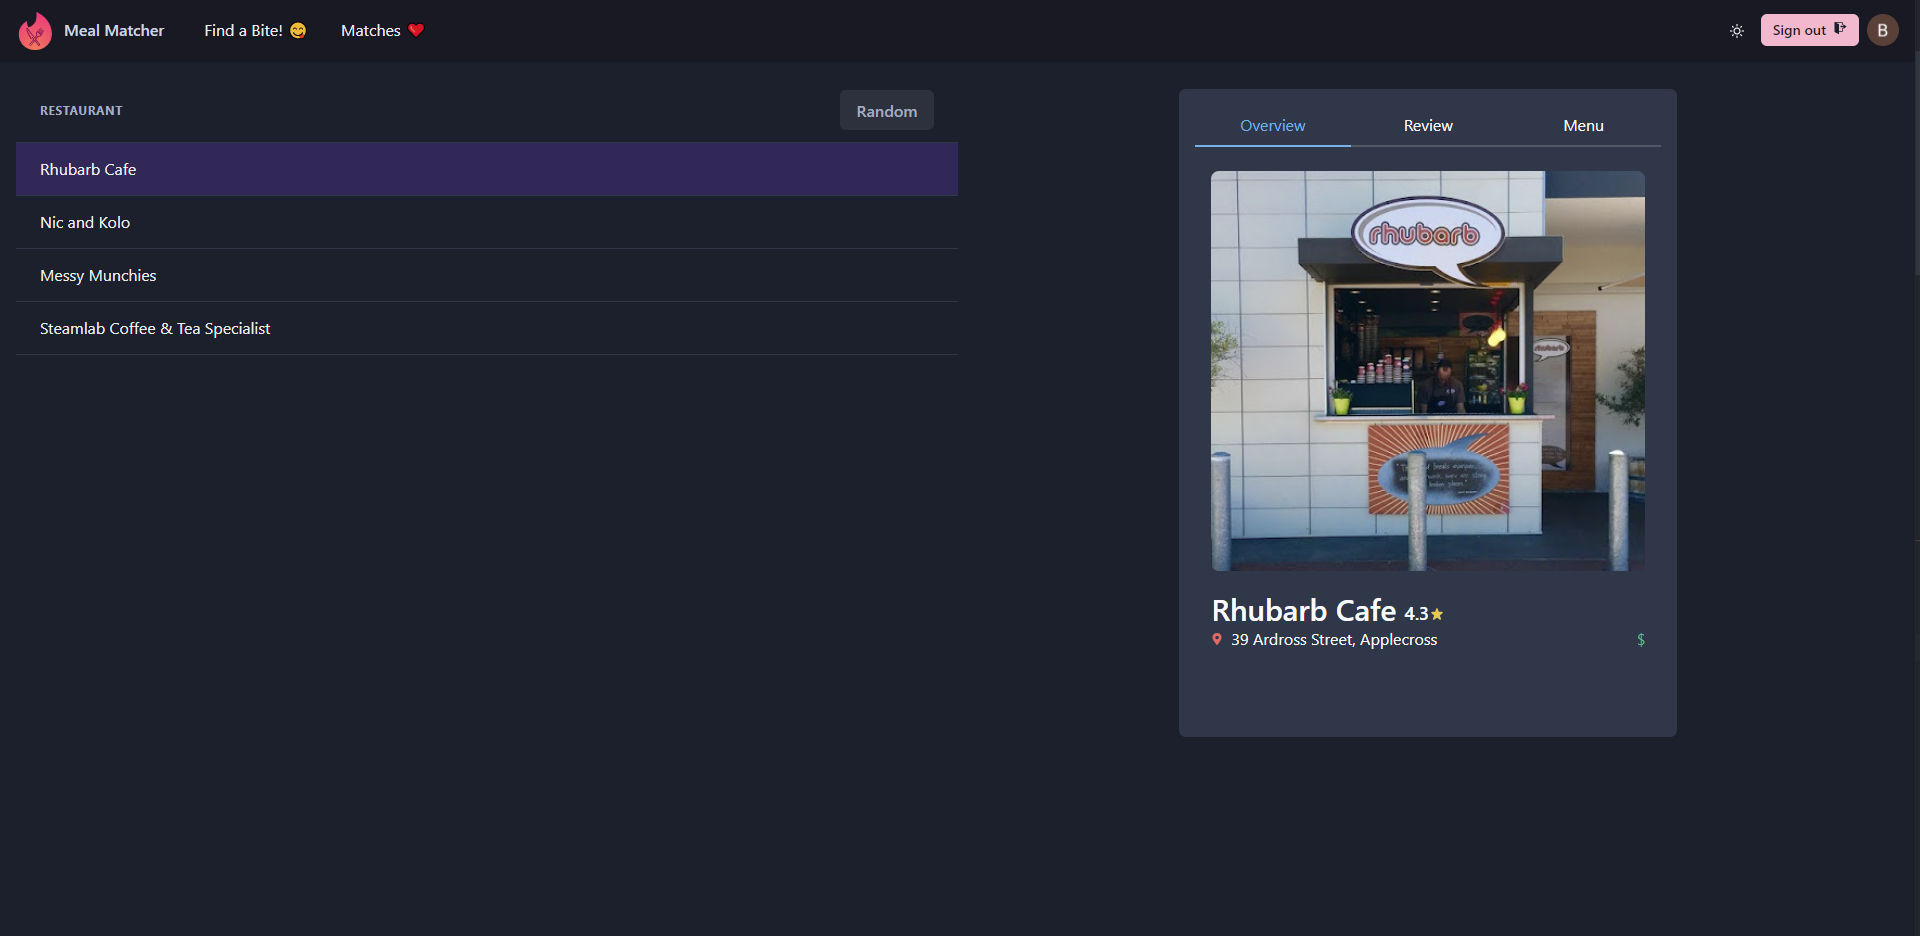 Meal Matcher
Find a Bite! 😋
Matches ❤️
Sign out
B
RESTAURANT
Random
Rhubarb Cafe
Nic and Kolo
Messy Munchies
Steamlab Coffee & Tea Specialist
Overview
Review
Menu
rhubarb
rhubarb
Rhubarb Cafe 4.3
39 Ardross Street, Applecross
$